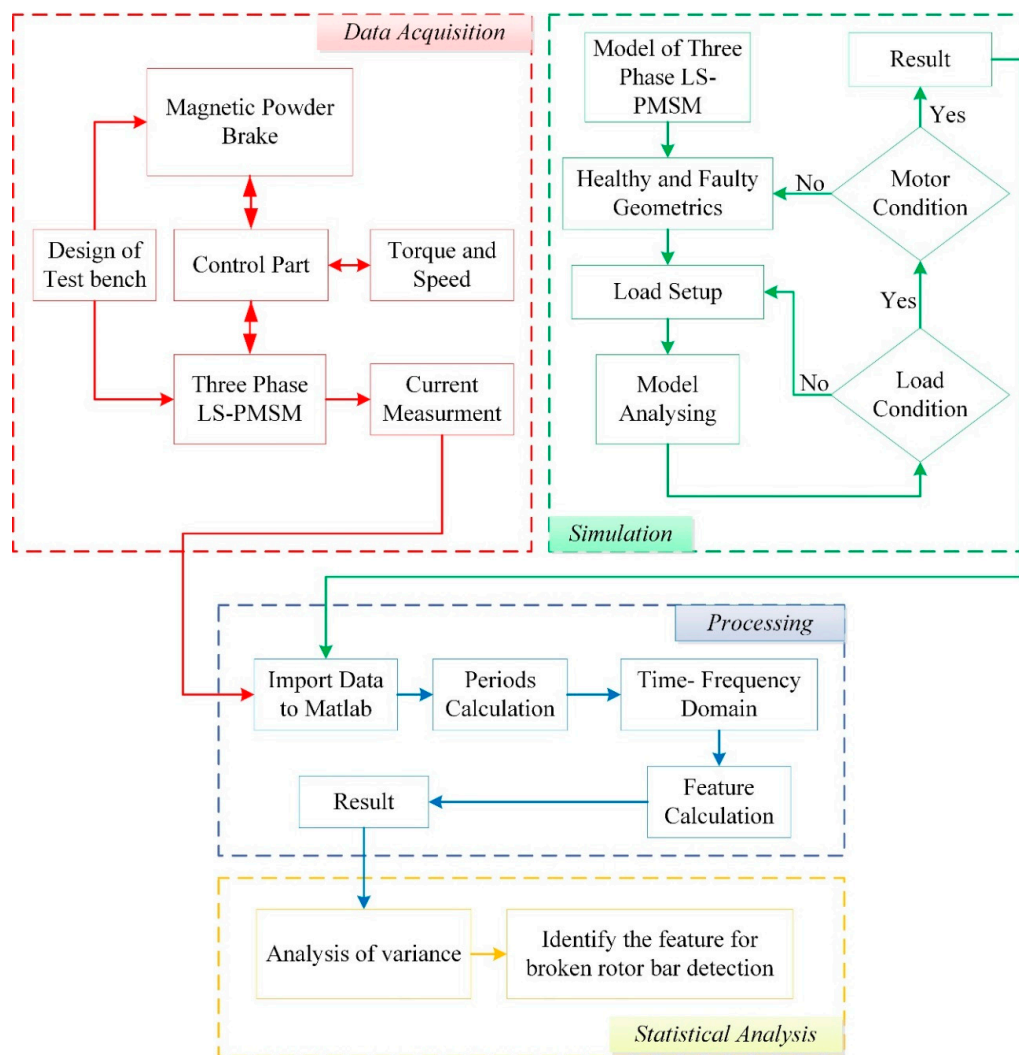 Data Acquisition
Magnetic Powder
Brake
Design of
Test bench
Control Part
Torque and
Speed
Three Phase
LS-PMSM
Current
Measurment
Model of Three
Phase LS-
PMSM
Result
Yes
Healthy and Faulty
Geometrics
No
Motor
Condition
Load Setup
Yes
No
Model
Analysing
Load
Condition
Simulation
Processing
Import Data
to Matlab
Periods
Calculation
Time- Frequency
Domain
Result
Feature
Calculation
Analysis of variance
Identify the feature for
broken rotor bar detection
Statistical Analysis